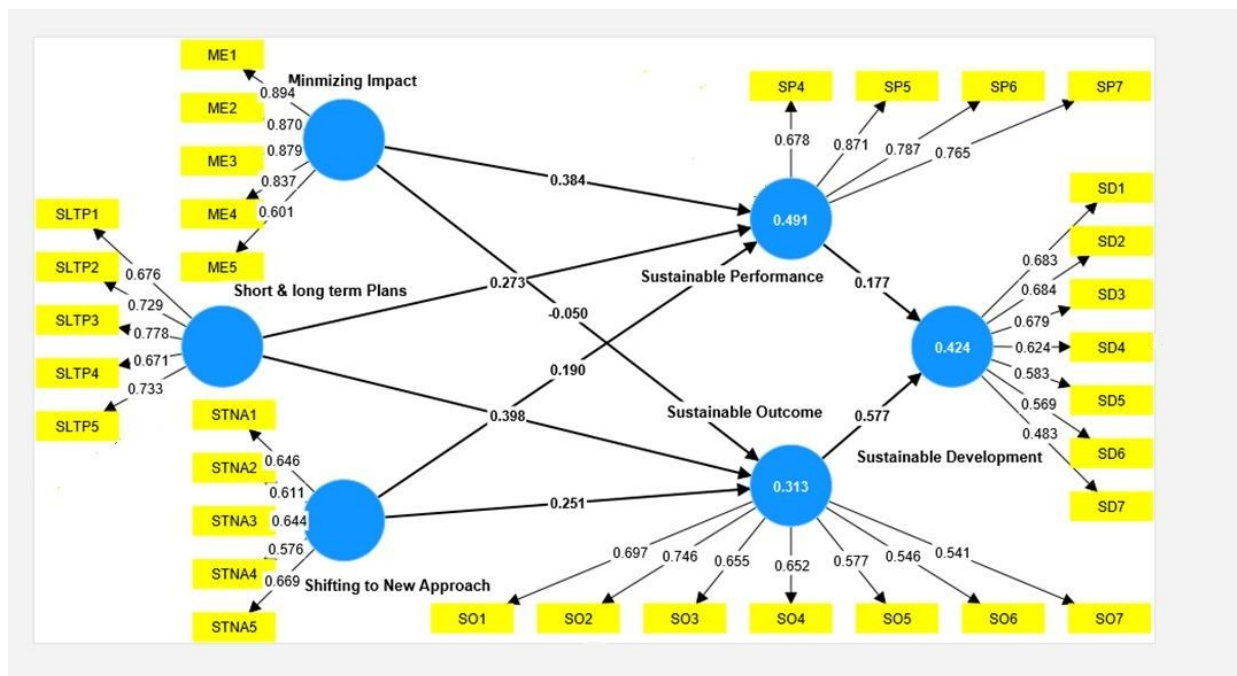 ME1
Minmizing Impact
0.894
ME2
0.870
0.879
ME3
0.837
ME4
0.601
ME5
SLTP1
SLTP2
SLTP3
SLTP4
SLTP5
0.676
0.729
0.778
0.671
0.733
Short & long term Plans
STNA1
STNA2
STNA3
STNA4
STNA5
0.646
0.611
0.644
0.576
0.669
Shifting to New Approach
0.384
0.273
-0.050
0.190
0.398
0.251
SP4
SP5
SP6
SP7
0.678
0.871
0.787
0.765
0.491
Sustainable Performance
0.177
Sustainable Outcome
0.577
0.313
0.424
Sustainable Development
SD1
SD2
SD3
SD4
SD5
SD6
SD7
0.683
0.684
0.679
0.624
0.583
0.569
0.483
0.697
0.746
0.655
0.652
0.577
0.546
0.541
SO1
SO2
SO3
SO4
SO5
SO6
SO7